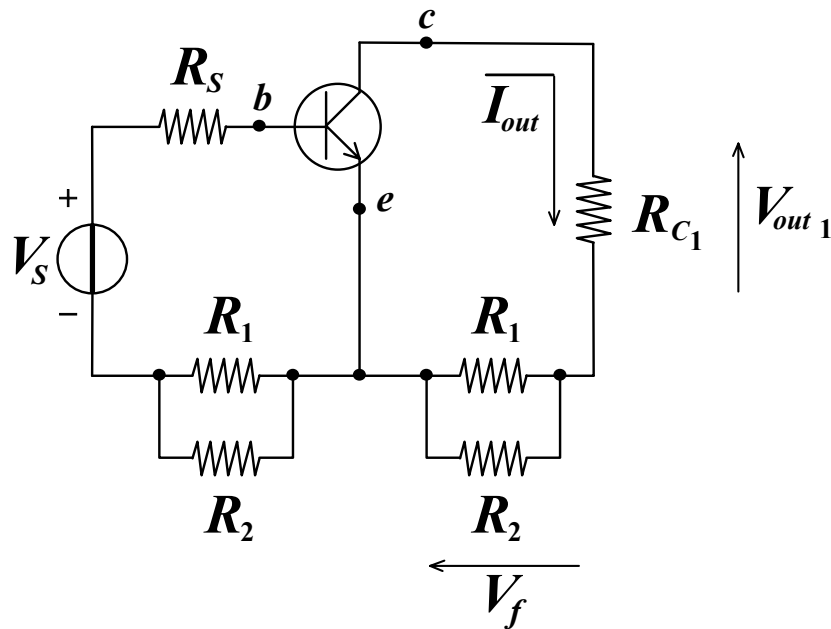 c
R_S
b
I_out
e
+
R_C1
V_out 1
V_S
−
R_1
R_1
R_2
R_2
V_f